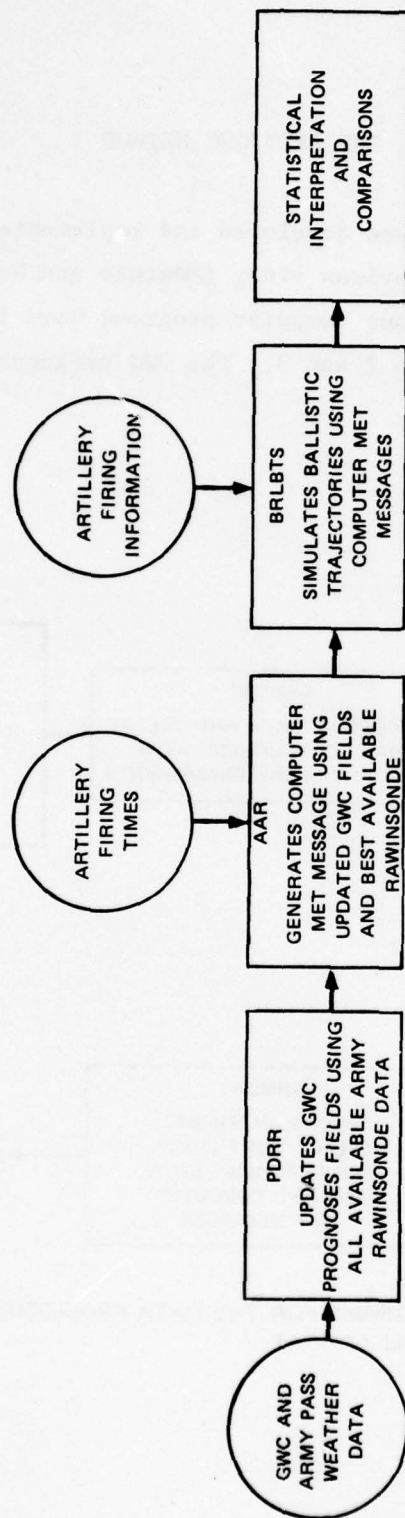 GWC AND
ARMY PASS
WEATHER
DATA
PDRR
UPDATES GWC
PROGNOSES FIELDS USING
ALL AVAILABLE ARMY
RAWINSONDE DATA
ARTILLERY
FIRING
TIMES
AAR
GENERATES COMPUTER
MET MESSAGE USING
UPDATED GWC FIELDS
AND BEST AVAILABLE
RAWINSONDE
ARTILLERY
FIRING
INFORMATION
BRLBTS
SIMULATES BALLISTIC
TRAJECTORIES USING
COMPUTER MET
MESSAGES
STATISTICAL
INTERPRETATION
AND
COMPARISONS